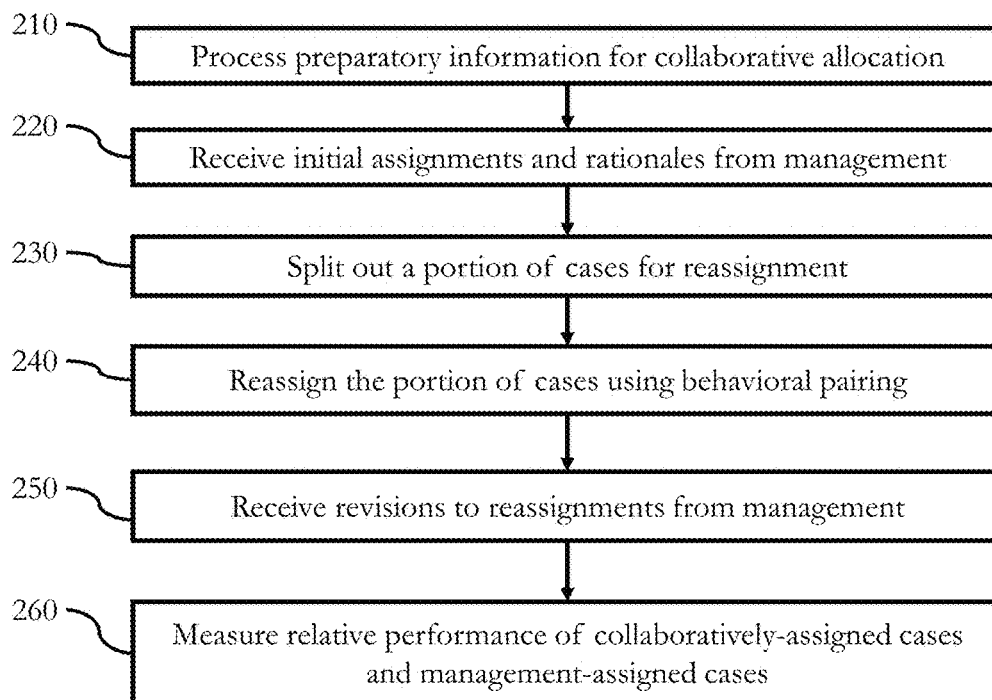 210
Process preparatory information for collaborative allocation
220
Receive initial assignments and rationales from management
230
Split out a portion of cases for reassignment
240
Reassign the portion of cases using behavioral pairing
250
Receive revisions to reassignments from management
260
Measure relative performance of collaboratively-assigned cases
and management-assigned cases